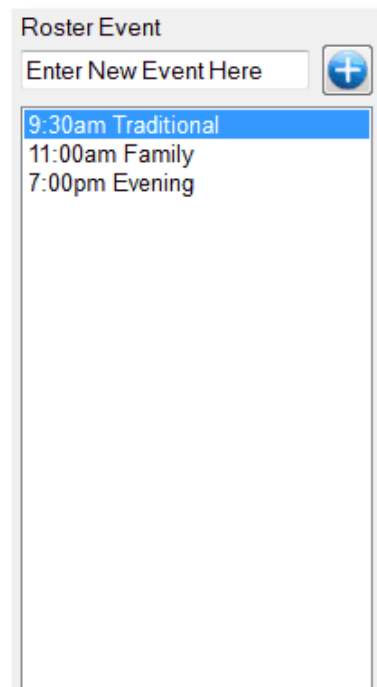 Roster Event
Enter New Event Here
9:30am Traditional
11:00am Family
7:00pm Evening